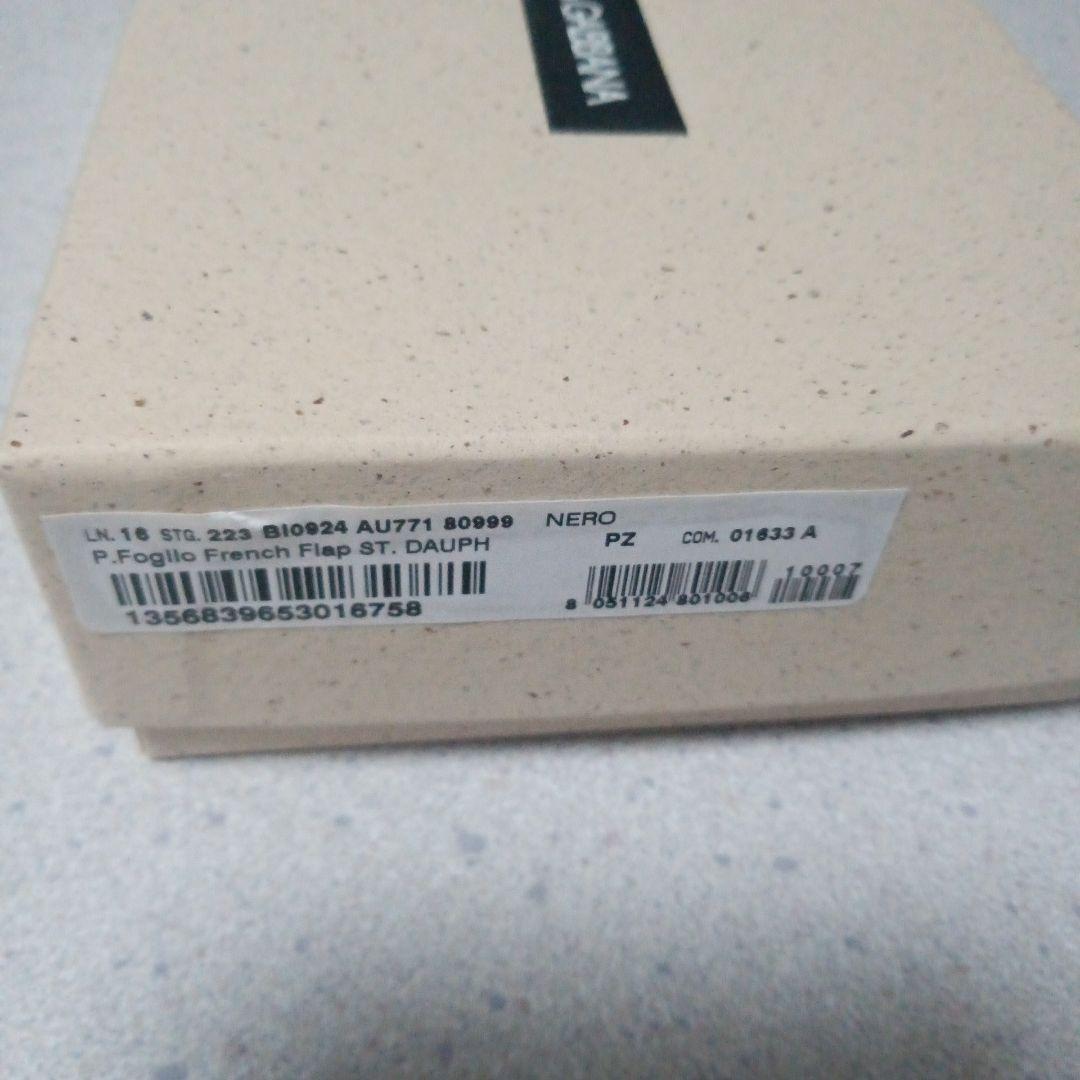 GABBANA
LN. 16 STG. 223 BI0924 AU771 80999 NERO
P.Foglio French Flap ST. DAUPH PZ COM. 01633 A
1356839653016758
8 051124 801006
10007